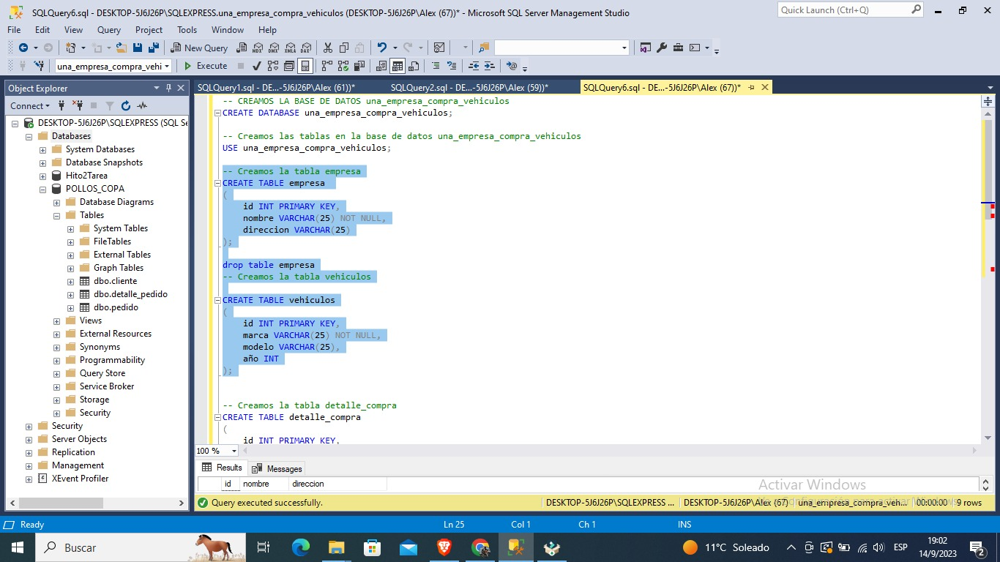 SQLQuery6.sql - DESKTOP-5J6J26P\SQLEXPRESS.una_empresa_compra_vehiculos (DESKTOP-5J6J26P\Alex (67))* - Microsoft SQL Server Management Studio
Quick Launch (Ctrl+Q)
File Edit View Query Project Tools Window Help
New Query
MDX DMX XMLA DAX
una_empresa_compra_vehi
Execute
Object Explorer
SQLQuery1.sql - DE...-5J6J26P\Alex (61))*
SQLQuery2.sql - DE...-5J6J26P\Alex (59))*
SQLQuery6.sql - DE...-5J6J26P\Alex (67))*
Connect
DESKTOP-5J6J26P\SQLEXPRESS (SQL Se
Databases
System Databases
Database Snapshots
Hito2Tarea
POLLOS_COPA
Database Diagrams
Tables
System Tables
FileTables
External Tables
Graph Tables
dbo.cliente
dbo.detalle_pedido
dbo.pedido
Views
External Resources
Synonyms
Programmability
Query Store
Service Broker
Storage
Security
Security
Server Objects
Replication
Management
XEvent Profiler
-- CREAMOS LA BASE DE DATOS una_empresa_compra_vehiculos
CREATE DATABASE una_empresa_compra_vehiculos;
-- Creamos las tablas en la base de datos una_empresa_compra_vehiculos
USE una_empresa_compra_vehiculos;
-- Creamos la tabla empresa
CREATE TABLE empresa
(
id INT PRIMARY KEY,
nombre VARCHAR(25) NOT NULL,
direccion VARCHAR(25)
);
drop table empresa
-- Creamos la tabla vehiculos
CREATE TABLE vehiculos
(
id INT PRIMARY KEY,
marca VARCHAR(25) NOT NULL,
modelo VARCHAR(25),
año INT
);
-- Creamos la tabla detalle_compra
CREATE TABLE detalle_compra
(
id INT PRIMARY KEY,
100 %
Results Messages
id nombre direccion
Activar Windows
Query executed successfully.
DESKTOP-5J6J26P\SQLEXPRESS ... DESKTOP-5J6J26P\Alex (67) una_empresa_compra_veh... 00:00:00 9 rows
Ready
Ln 25 Col 1 Ch 1 INS
Buscar
11°C Soleado
ESP
19:02
14/9/2023
2